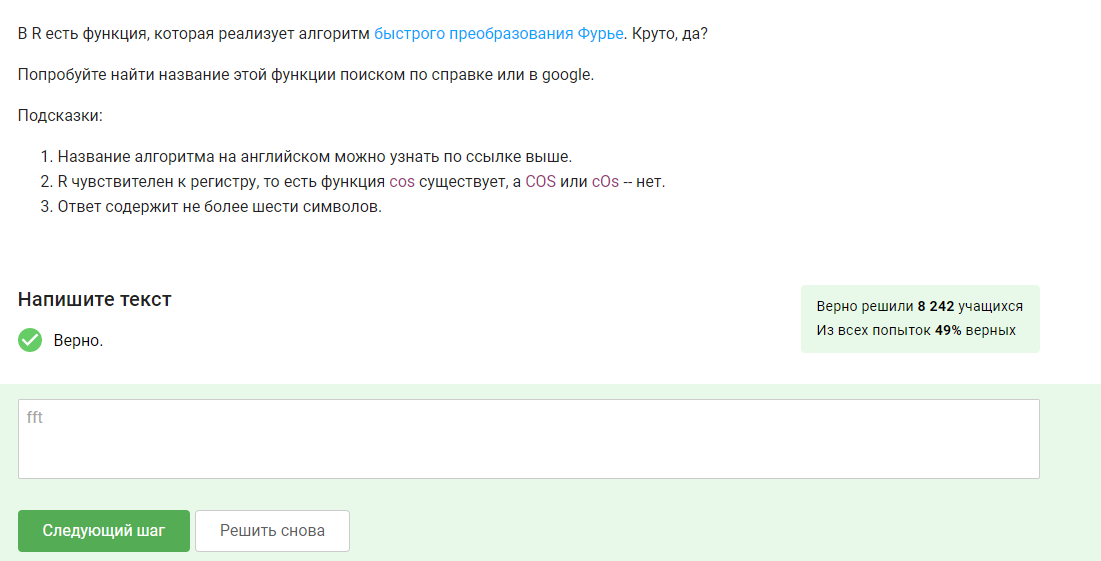 В R есть функция, которая реализует алгоритм быстрого преобразования Фурье. Круто, да?
Попробуйте найти название этой функции поиском по справке или в google.
Подсказки:
1. Название алгоритма на английском можно узнать по ссылке выше.
2. R чувствителен к регистру, то есть функция cos существует, а COS или cOs -- нет.
3. Ответ содержит не более шести символов.
Напишите текст
Верно.
Верно решили 8 242 учащихся
Из всех попыток 49% верных
fft
Следующий шаг
Решить снова